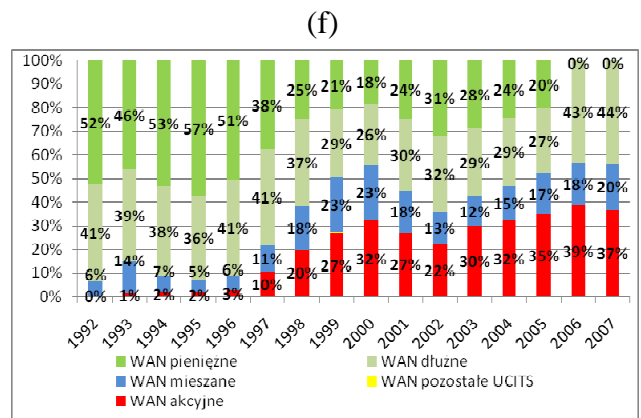 (f)
100%
90%
80%
70%
60%
50%
40%
30%
20%
10%
0%
52% 46% 53% 57% 51% 38% 25% 21% 18% 24% 31% 28% 24% 20% 0% 0%
41% 39% 38% 36% 41% 41% 37% 29% 26% 30% 32% 29% 29% 27% 43% 44%
6% 14% 7% 5% 6% 11% 18% 23% 23% 18% 13% 12% 15% 17% 18% 20%
0% 1% 2% 2% 3% 10% 20% 27% 32% 27% 22% 30% 32% 35% 39% 37%
1992 1993 1994 1995 1996 1997 1998 1999 2000 2001 2002 2003 2004 2005 2006 2007
WAN pieniężne WAN dłużne
WAN mieszane WAN pozostałe UCITS
WAN akcyjne